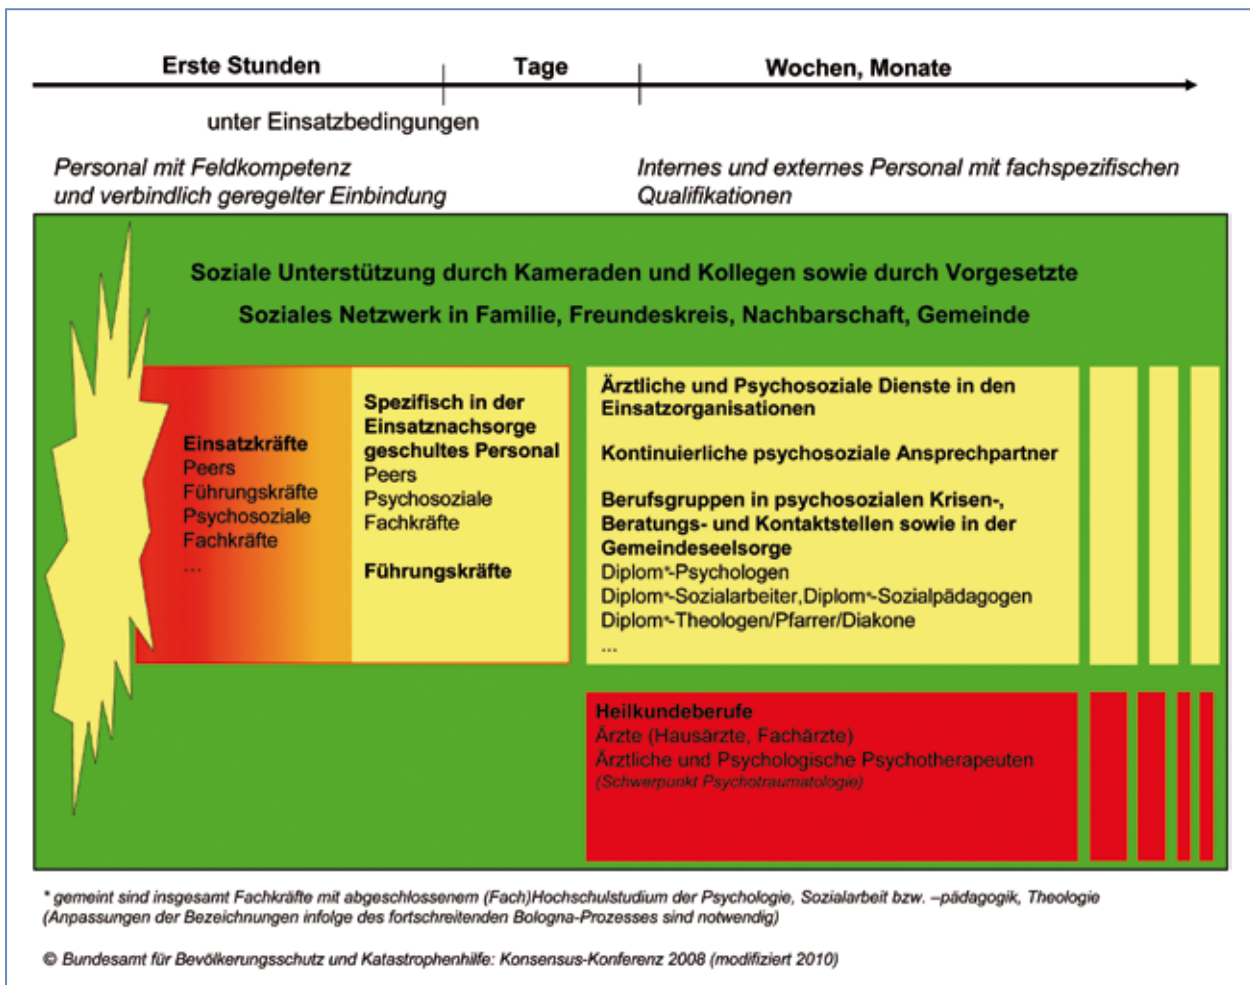 Erste Stunden
Tage
Wochen, Monate
unter Einsatzbedingungen
Personal mit Feldkompetenz
und verbindlich geregelter Einbindung
Internes und externes Personal mit fachspezifischen
Qualifikationen
Soziale Unterstützung durch Kameraden und Kollegen sowie durch Vorgesetzte
Soziales Netzwerk in Familie, Freundeskreis, Nachbarschaft, Gemeinde
Einsatzkräfte
Peers
Führungskräfte
Psychosoziale
Fachkräfte
...
Spezifisch in der
Einsatznachsorge
geschultes Personal
Peers
Psychosoziale
Fachkräfte
Führungskräfte
Ärztliche und Psychosoziale Dienste in den
Einsatzorganisationen
Kontinuierliche psychosoziale Ansprechpartner
Berufsgruppen in psychosozialen Krisen-,
Beratungs- und Kontaktstellen sowie in der
Gemeindeseelsorge
Diplom*-Psychologen
Diplom*-Sozialarbeiter,Diplom*-Sozialpädagogen
Diplom*-Theologen/Pfarrer/Diakone
...
Heilkundeberufe
Ärzte (Hausärzte, Fachärzte)
Ärztliche und Psychologische Psychotherapeuten
(Schwerpunkt Psychotraumatologie)
* gemeint sind insgesamt Fachkräfte mit abgeschlossenem (Fach)Hochschulstudium der Psychologie, Sozialarbeit bzw. –pädagogik, Theologie
(Anpassungen der Bezeichnungen infolge des fortschreitenden Bologna-Prozesses sind notwendig)
© Bundesamt für Bevölkerungsschutz und Katastrophenhilfe: Konsensus-Konferenz 2008 (modifiziert 2010)